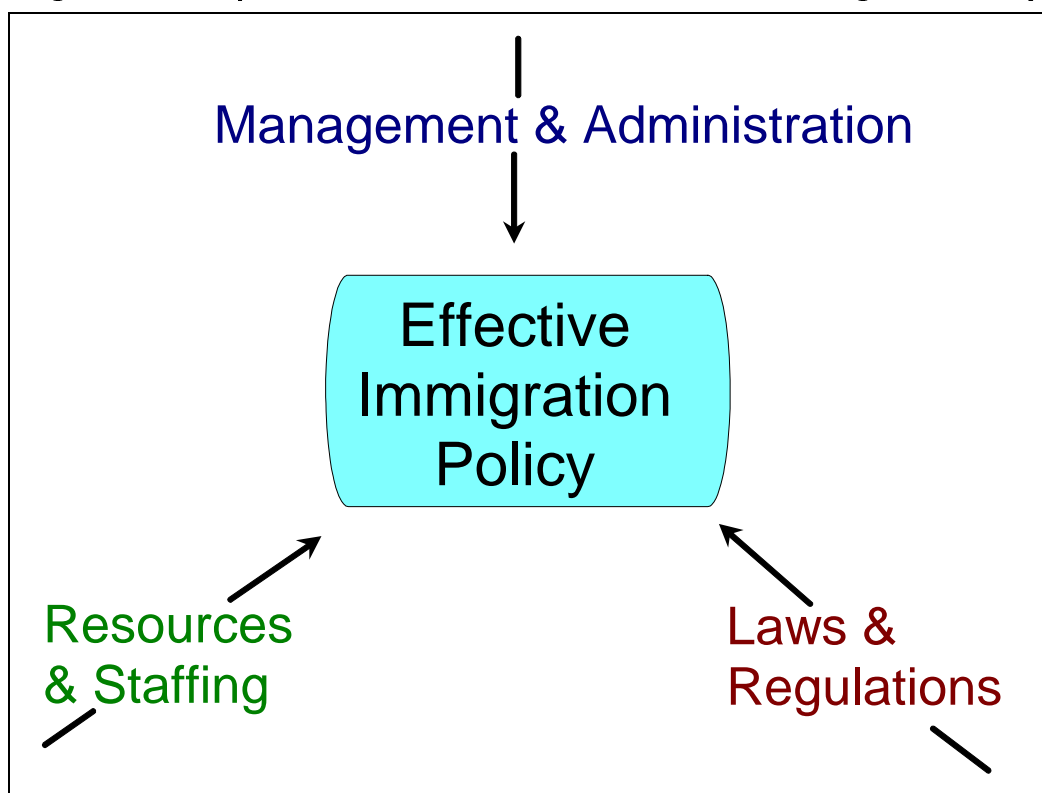 Management & Administration
Effective
Immigration
Policy
Resources
& Staffing
Laws &
Regulations